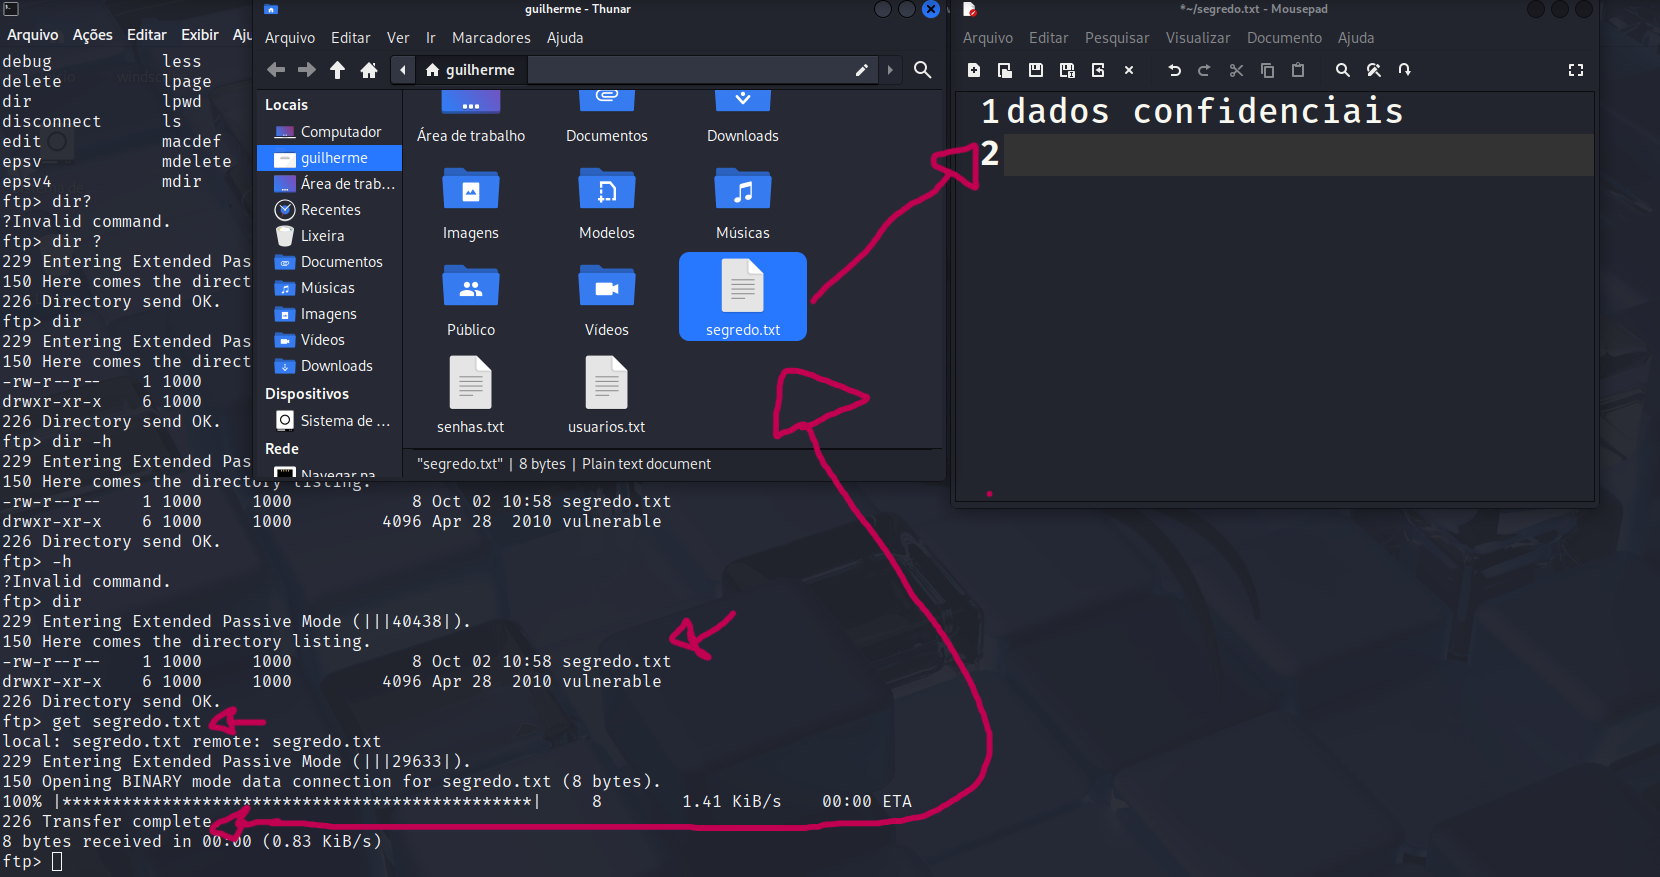 Arquivo Ações Editar Exibir Aju
debug less
delete lpage
dir lpwd
disconnect ls
edit macdef
epsv mdelete
epsv4 mdir
ftp> dir?
?Invalid command.
ftp> dir ?
229 Entering Extended Pas
150 Here comes the direct
226 Directory send OK.
ftp> dir
229 Entering Extended Pas
150 Here comes the direct
-rw-r--r-- 1 1000
drwxr-xr-x 6 1000
226 Directory send OK.
ftp> dir -h
229 Entering Extended Pas
150 Here comes the directory listing.
-rw-r--r-- 1 1000 1000 8 Oct 02 10:58 segredo.txt
drwxr-xr-x 6 1000 1000 4096 Apr 28 2010 vulnerable
226 Directory send OK.
ftp> -h
?Invalid command.
ftp> dir
229 Entering Extended Passive Mode (|||40438|).
150 Here comes the directory listing.
-rw-r--r-- 1 1000 1000 8 Oct 02 10:58 segredo.txt
drwxr-xr-x 6 1000 1000 4096 Apr 28 2010 vulnerable
226 Directory send OK.
ftp> get segredo.txt
local: segredo.txt remote: segredo.txt
229 Entering Extended Passive Mode (|||29633|).
150 Opening BINARY mode data connection for segredo.txt (8 bytes).
100% |***********************************************| 8 1.41 KiB/s 00:00 ETA
226 Transfer complete
8 bytes received in 00:00 (0.83 KiB/s)
ftp>
guilherme - Thunar
Arquivo Editar Ver Ir Marcadores Ajuda
guilherme
Locais
Computador
guilherme
Área de trab...
Recentes
Lixeira
Documentos
Músicas
Imagens
Vídeos
Downloads
Dispositivos
Sistema de ...
Rede
Navegar na
Área de trabalho Documentos Downloads
Imagens Modelos Músicas
Público Vídeos segredo.txt
senhas.txt usuarios.txt
"segredo.txt" | 8 bytes | Plain text document
*~/segredo.txt - Mousepad
Arquivo Editar Pesquisar Visualizar Documento Ajuda
1 dados confidenciais
2